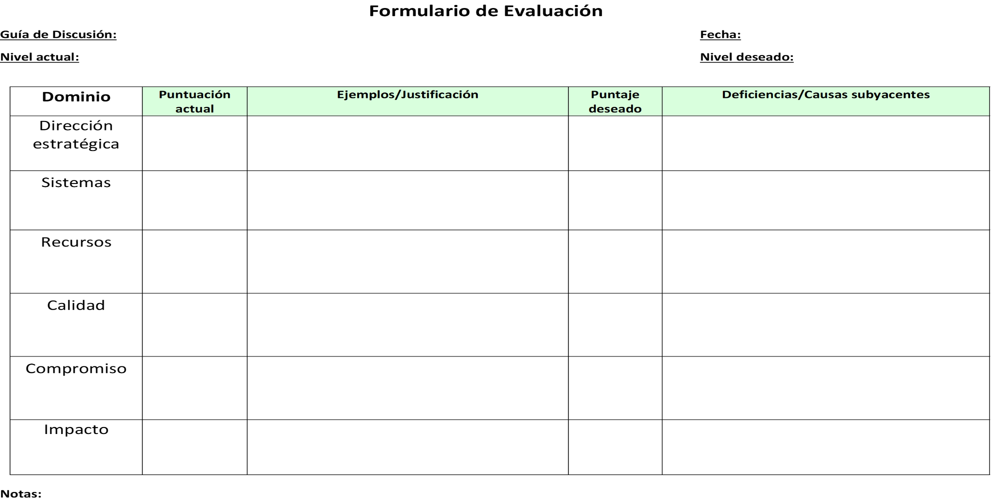 Formulario de Evaluación
Guía de Discusión: Fecha:
Nivel actual: Nivel deseado:
Dominio Puntuación actual Ejemplos/Justificación Puntaje deseado Deficiencias/Causas subyacentes
Dirección
estratégica
Sistemas
Recursos
Calidad
Compromiso
Impacto
Notas: